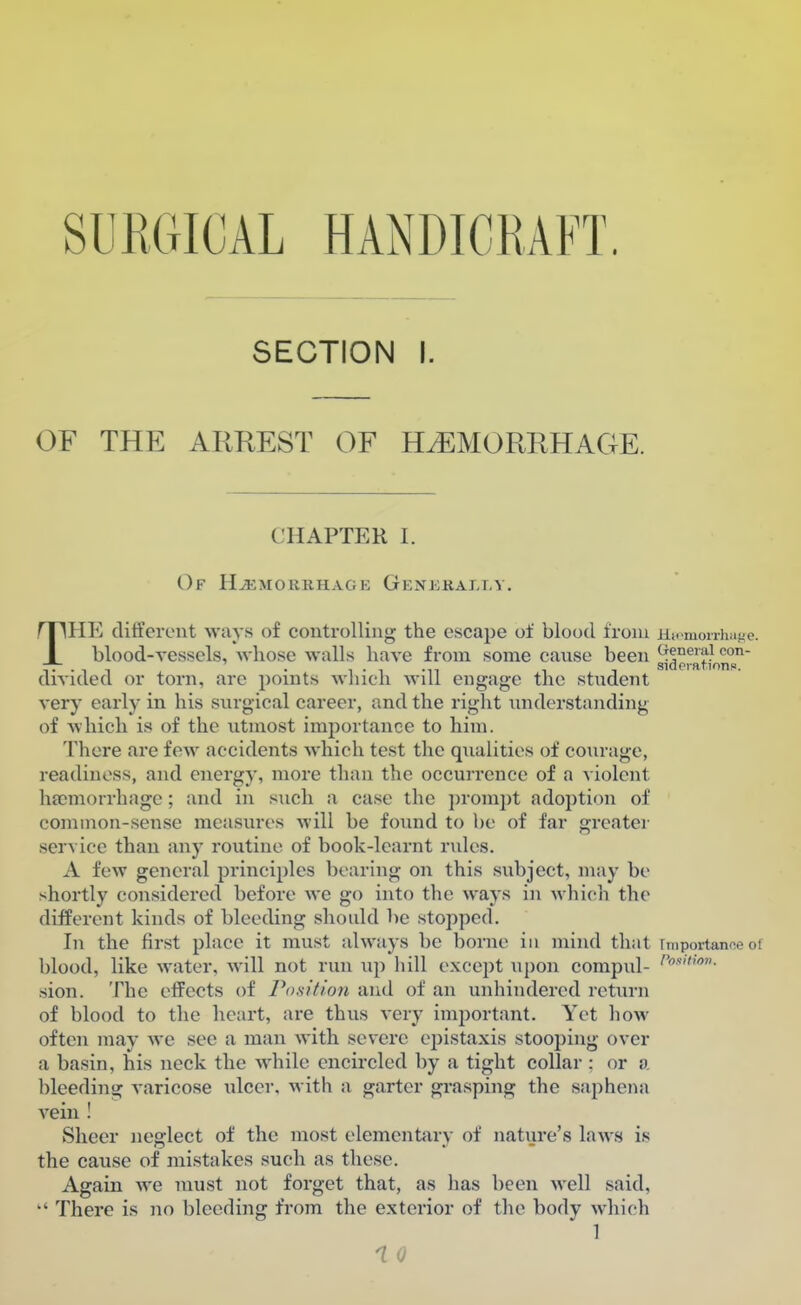 SURGICAL HANDICRAFT.
SECTION I.
OF THE ARREST OF HÆMORRHAGE.
CHAPTER I.
Of Hæmorrhage Generally.
THE different ways of controlling the escape of blood from
Hæmorrhage.
blood-vessels, whose walls have from some cause been
General con-
siderations.
divided or torn, are points which will engage the student
very early in his surgical career, and the right understanding
of which is of the utmost importance to him.
There are few accidents which test the qualities of courage,
readiness, and energy, more than the occurrence of a violent
hæmorrhage; and in such a case the prompt adoption of
common-sense measures will be found to be of far greater
service than any routine of book-learnt rules.
A few general principles bearing on this subject, may be
shortly considered before we go into the ways in which the
different kinds of bleeding should be stopped.
In the first place it must always be borne in mind that
Importance of
blood, like water, will not run up hill except upon compul-
Position.
sion. The effects of Position and of an unhindered return
of blood to the heart, are thus very important. Yet how
often may we see a man with severe epistaxis stooping over
a basin, his neck the while encircled by a tight collar; or a
bleeding varicose ulcer, with a garter grasping the saphena
vein!
Sheer neglect of the most elementary of nature's laws is
the cause of mistakes such as these.
Again we must not forget that, as has been well said,
“ There is no bleeding from the exterior of the body which
1
10